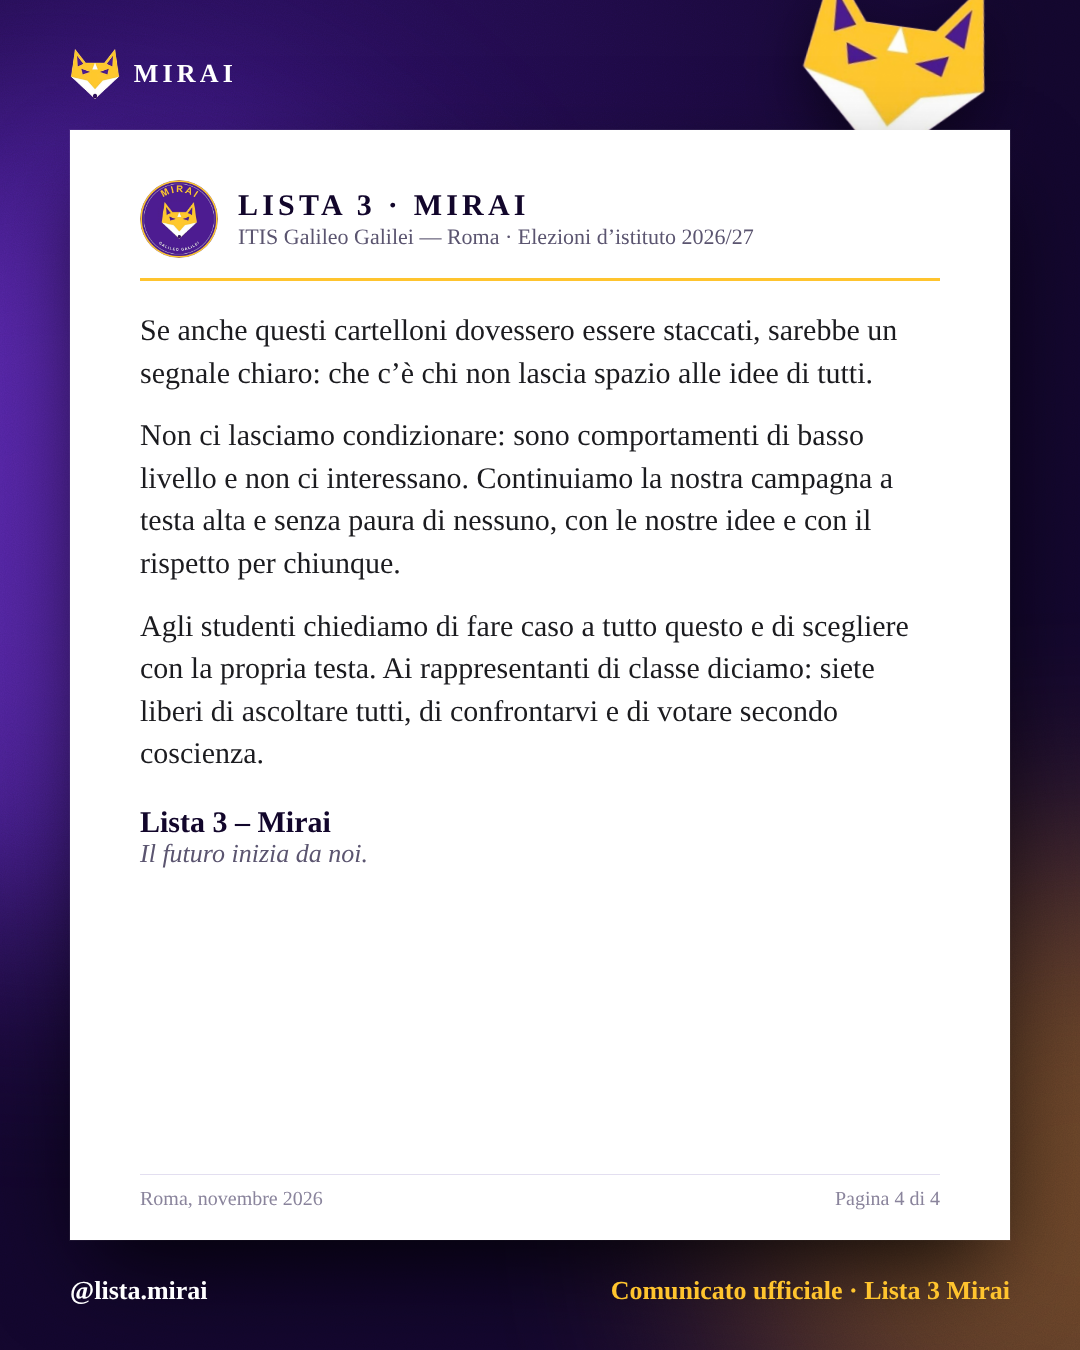 MIRAI
MIRAI
GALILEO GALILEI
LISTA 3 · MIRAI
ITIS Galileo Galilei — Roma · Elezioni d’istituto 2026/27
Se anche questi cartelloni dovessero essere staccati, sarebbe un
segnale chiaro: che c’è chi non lascia spazio alle idee di tutti.
Non ci lasciamo condizionare: sono comportamenti di basso
livello e non ci interessano. Continuiamo la nostra campagna a
testa alta e senza paura di nessuno, con le nostre idee e con il
rispetto per chiunque.
Agli studenti chiediamo di fare caso a tutto questo e di scegliere
con la propria testa. Ai rappresentanti di classe diciamo: siete
liberi di ascoltare tutti, di confrontarvi e di votare secondo
coscienza.
Lista 3 – Mirai
Il futuro inizia da noi.
Roma, novembre 2026
Pagina 4 di 4
@lista.mirai
Comunicato ufficiale · Lista 3 Mirai